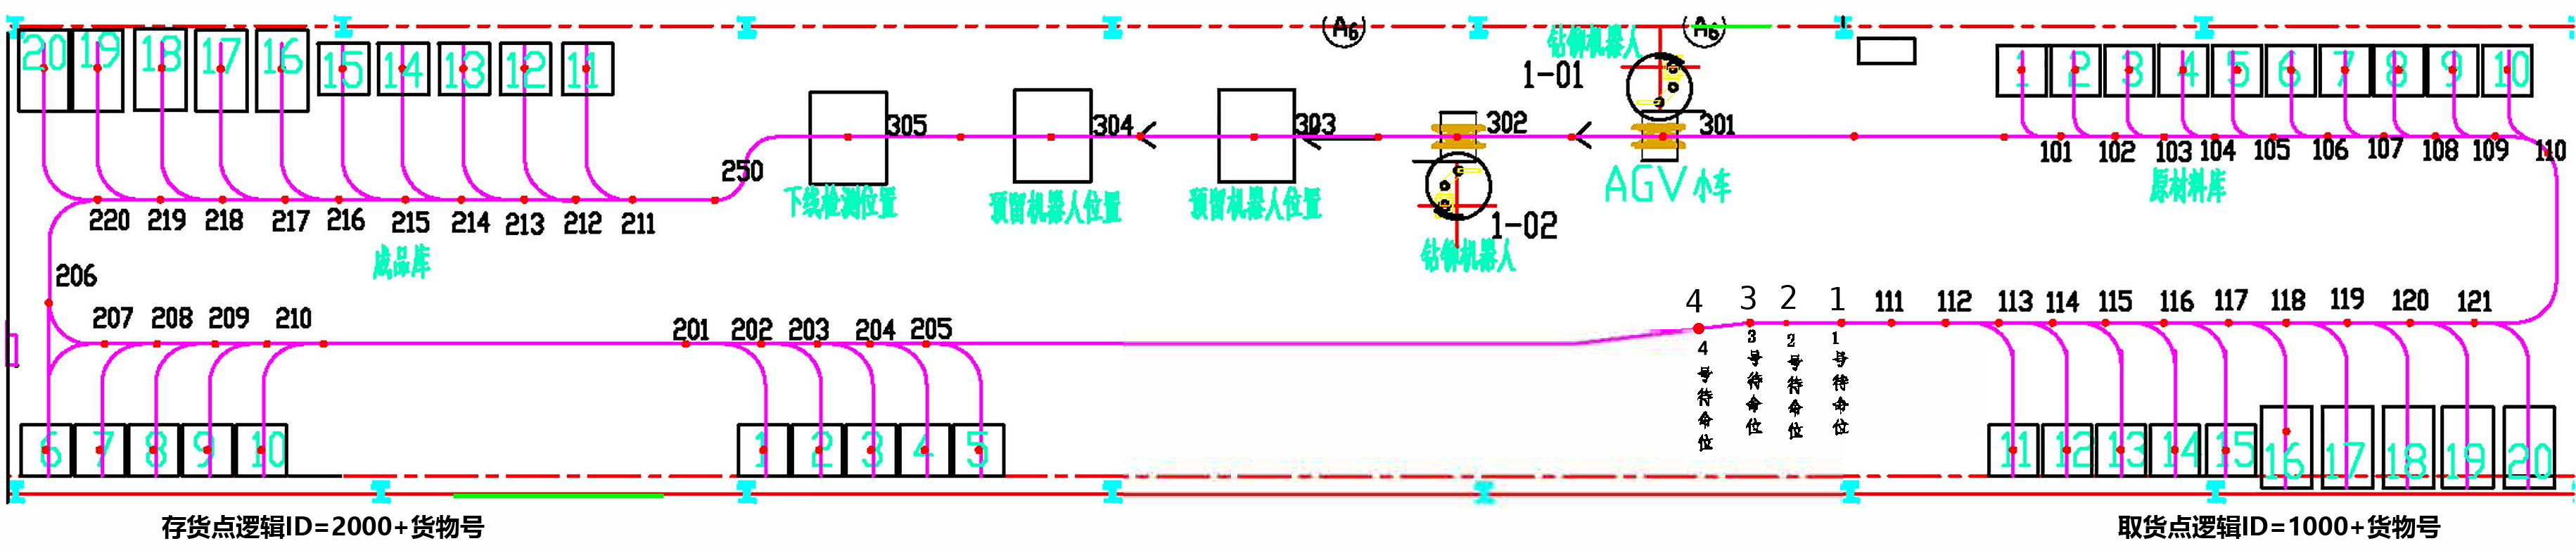 20 19 18 17 16 15 14 13 12 11
A6
A6
钻铆机器人
1-01
1 2 3 4 5 6 7 8 9 10
305 304 303 302 301
101 102 103 104 105 106 107 108 109 110
250
下线检测位置
预留机器人位置
预留机器人位置
AGV小车
原材料库
1-02
钻铆机器人
220 219 218 217 216 215 214 213 212 211
成品库
206
207 208 209 210
201 202 203 204 205
4 3 2 1
111 112 113 114 115 116 117 118 119 120 121
4号待命位
3号待命位
2号待命位
1号待命位
6 7 8 9 10
1 2 3 4 5
11 12 13 14 15 16 17 18 19 20
存货点逻辑ID=2000+货物号
取货点逻辑ID=1000+货物号